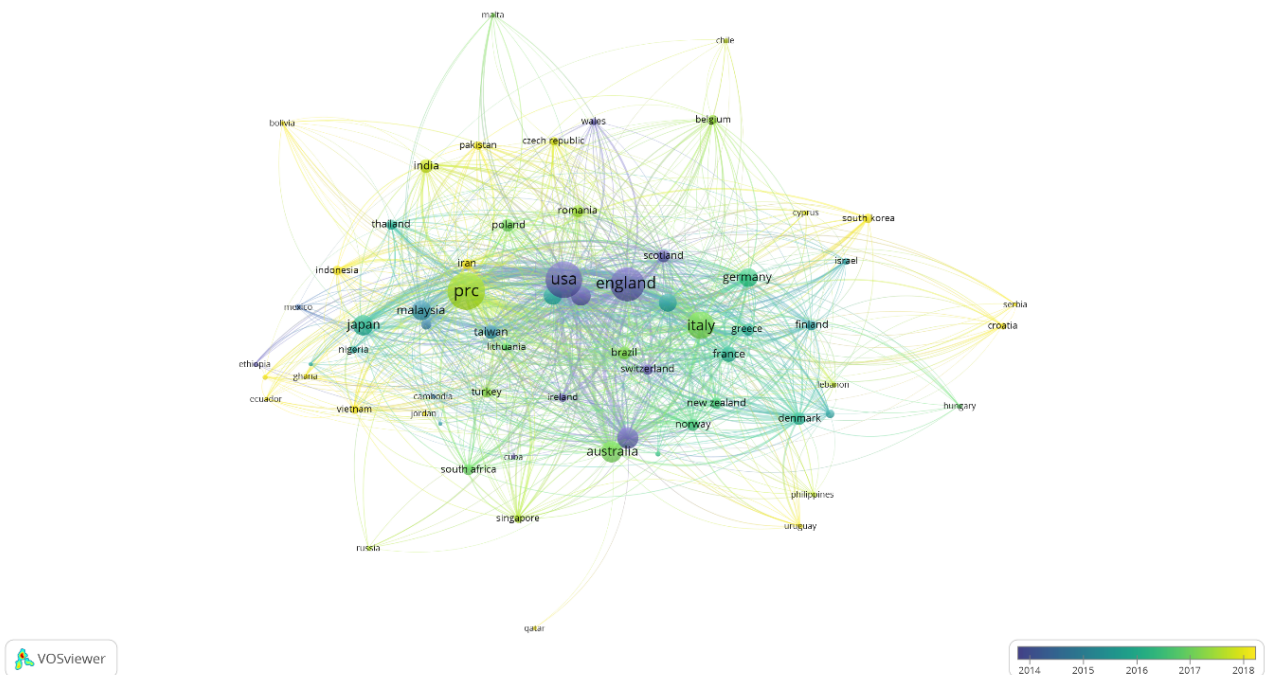 malta
chile
bolivia
wales
belgium
czech republic
pakistan
india
romania
cyprus
south korea
thailand
poland
scotland
israel
iran
indonesia
usa
england
germany
prc
mexico
serbia
malaysia
japan
italy
finland
croatia
taiwan
greece
lithuania
nigeria
brazil
france
ethiopia
switzerland
ghana
lebanon
turkey
cambodia
ireland
ecuador
new zealand
hungary
vietnam
jordan
denmark
norway
australia
cuba
south africa
philippines
singapore
uruguay
russia
qatar
VOSviewer
2014 2015 2016 2017 2018